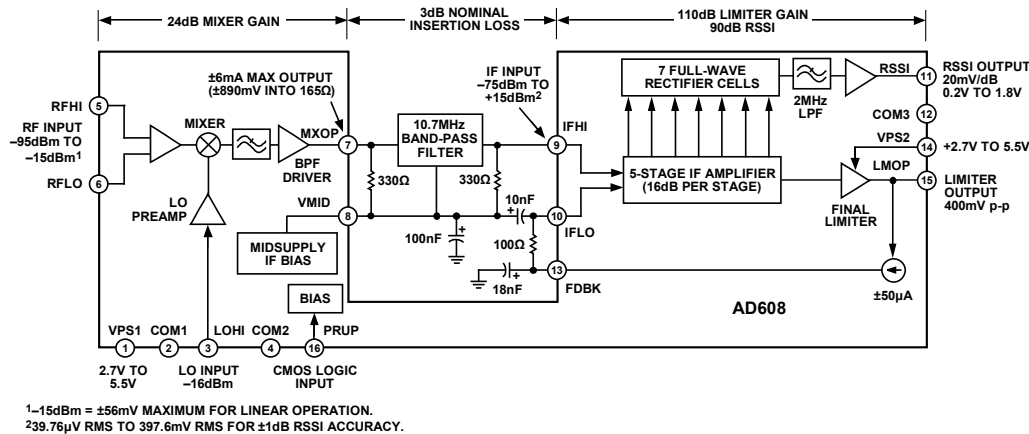 24dB MIXER GAIN
3dB NOMINAL
INSERTION LOSS
110dB LIMITER GAIN
90dB RSSI
±6mA MAX OUTPUT
(±890mV INTO 165Ω)
IF INPUT
–75dBm TO
+15dBm2
7 FULL-WAVE
RECTIFIER CELLS
2MHz
LPF
RSSI
11
RSSI OUTPUT
20mV/dB
0.2V TO 1.8V
COM3
12
VPS2
14
+2.7V TO 5.5V
LMOP
15
LIMITER
OUTPUT
400mV p-p
RFHI
5
RF INPUT
–95dBm TO
–15dBm1
RFLO
6
MIXER
LO
PREAMP
BPF
DRIVER
MXOP
7
10.7MHz
BAND-PASS
FILTER
330Ω
330Ω
IFHI
9
5-STAGE IF AMPLIFIER
(16dB PER STAGE)
FINAL
LIMITER
VMID
8
MIDSUPPLY
IF BIAS
100nF
+
10nF
+
10
IFLO
100Ω
18nF
+
13
FDBK
±50µA
AD608
BIAS
VPS1
COM1
LOHI
COM2
PRUP
1
2
3
4
16
2.7V TO
5.5V
LO INPUT
–16dBm
CMOS LOGIC
INPUT
1–15dBm = ±56mV MAXIMUM FOR LINEAR OPERATION.
239.76µV RMS TO 397.6mV RMS FOR ±1dB RSSI ACCURACY.